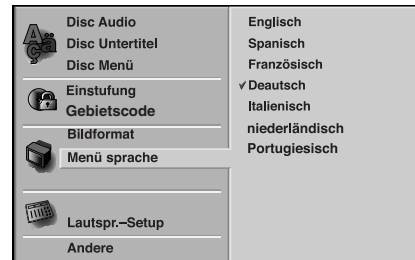 Disc Audio
Disc Untertitel
Disc Menü
Einstufung
Gebietscode
Bildformat
Menü sprache
Lautspr.–Setup
Andere
Englisch
Spanisch
Französisch
✓Deautsch
Italienisch
niederländisch
Portugiesisch